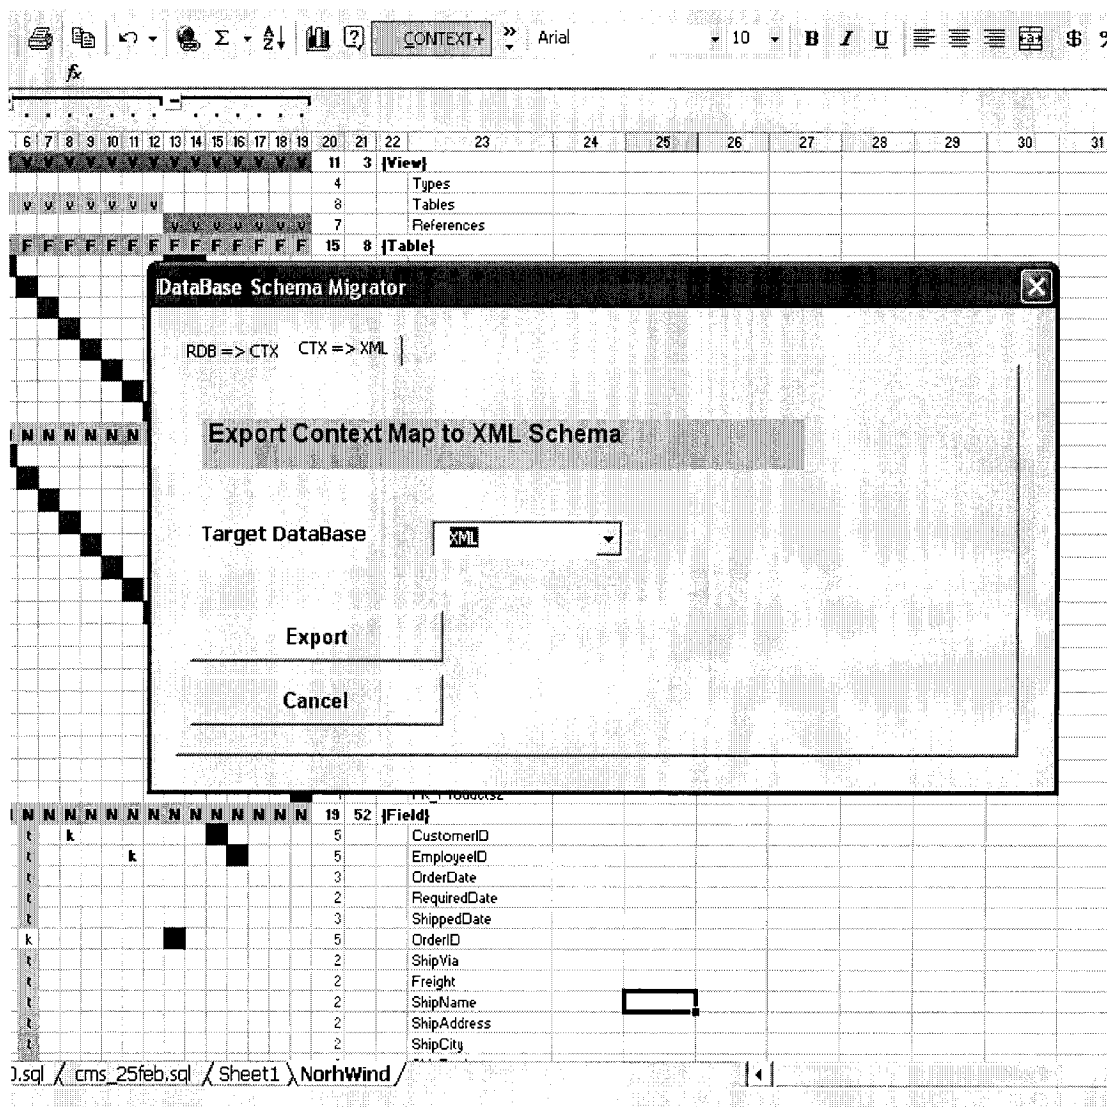 Σ CONTEXT+ » Arial 10 B I U $
fx
6 7 8 9 10 11 12 13 14 15 16 17 18 19 20 21 22 23 24 25 26 27 28 29 30 31
V V V V V V V V V V V V V V 11 3 {View}
4 Types
v v v v v v v 8 Tables
v v v v v v v 7 References
F F F F F F F F F F F F F F 15 8 {Table}
DataBase Schema Migrator
RDB => CTX CTX => XML
Export Context Map to XML Schema
N N N N N N
Target DataBase XML
Export
Cancel
FK_Products2
N N N N N N N N N N N N N N 19 52 {Field}
t k 5 CustomerID
t k 5 EmployeeID
t 3 OrderDate
t 2 RequiredDate
t 3 ShippedDate
k 5 OrderID
t 2 ShipVia
t 2 Freight
t 2 ShipName
t 2 ShipAddress
t 2 ShipCity
.sql cms_25feb.sql Sheet1 NorhWind